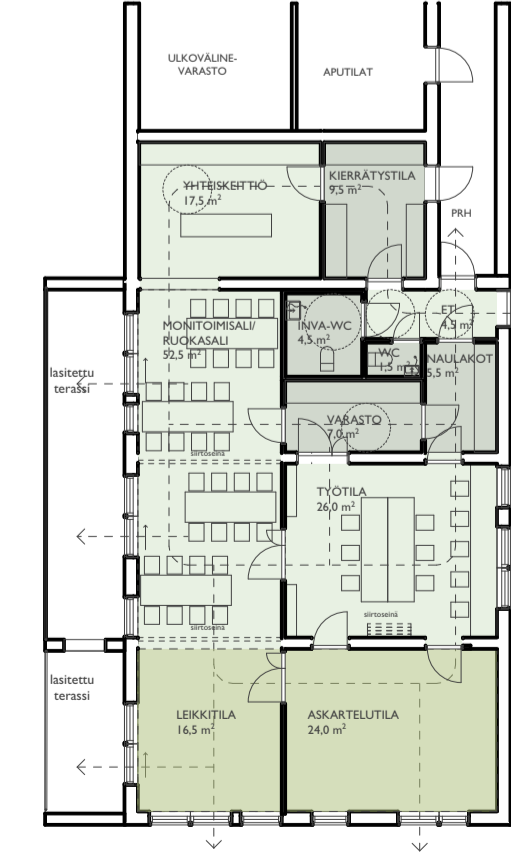 ULKOVÄLINE-
VARASTO
APUTILAT
YHTEISKEITTIÖ
17,5 m²
KIERRÄTYSTILA
9,5 m²
PRH
MONITOIMISALI/
RUOKASALI
52,5 m²
INVA-WC
4,5 m²
ET.
4,5 m²
WC
1,5 m²
NAULAKOT
5,5 m²
lasitettu
terassi
VARASTO
7,0 m²
siirtoseinä
TYÖTILA
26,0 m²
siirtoseinä
siirtoseinä
lasitettu
terassi
LEIKKITILA
16,5 m²
ASKARTELUTILA
24,0 m²